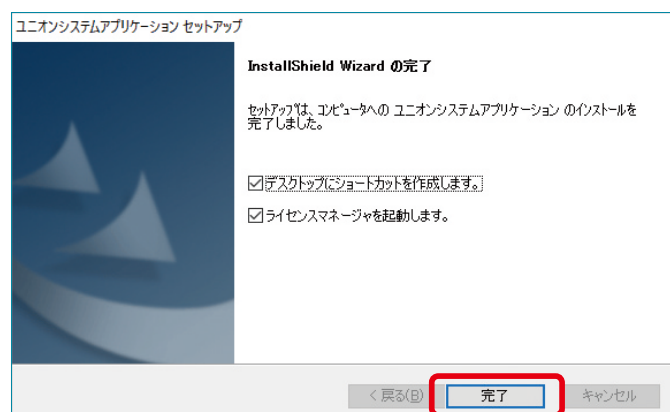 ユニオンシステムアプリケーション セットアップ
InstallShield Wizard の完了
セットアップは、コンピュータへの ユニオンシステムアプリケーション のインストールを
完了しました。
デスクトップにショートカットを作成します。
ライセンスマネージャを起動します。
< 戻る(B)
完了
キャンセル